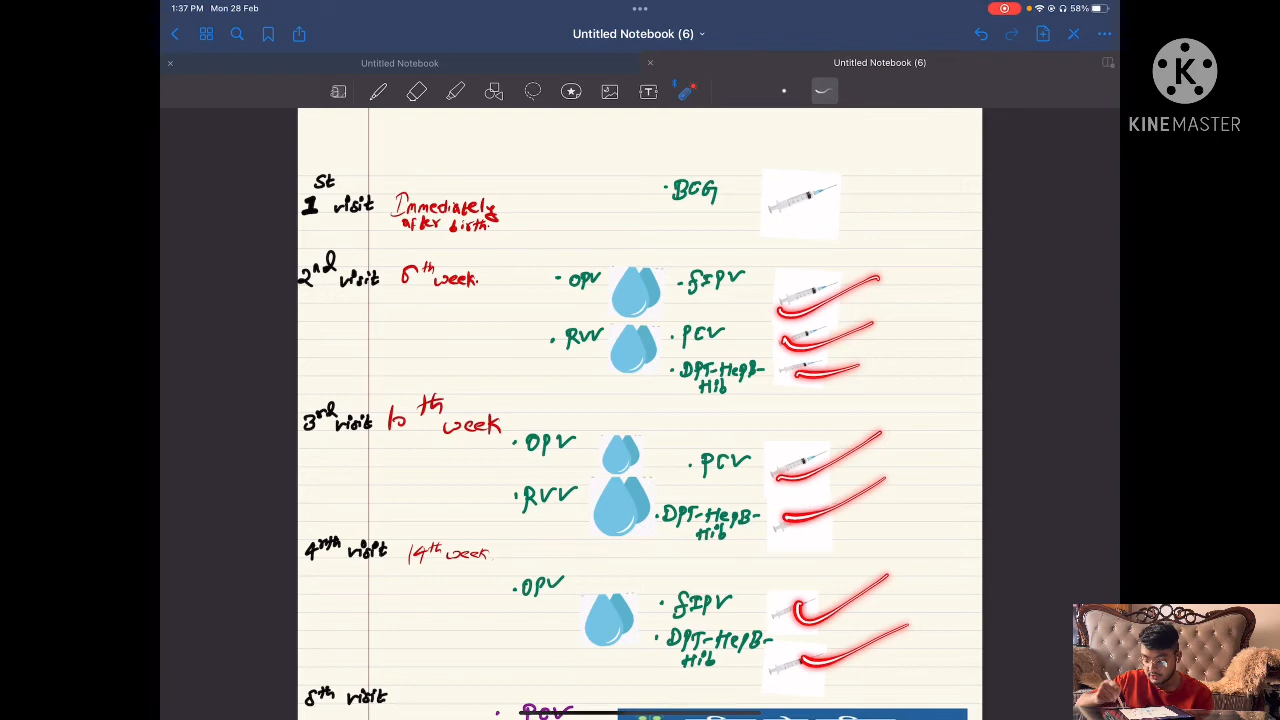 1:37 PM Mon 28 Feb
58%
Untitled Notebook (6)
Untitled Notebook
Untitled Notebook (6)
K
KINEMASTER
1st visit Immediately after birth.
• BCG
2nd visit 6th week.
• OPV • fIPV
• RVV • PCV
• DPT-HepB-
Hib
3rd visit 10th week
• OPV • PCV
• RVV • DPT-HepB-
Hib
4nth visit 14th week
• OPV • fIPV
• DPT-HepB-
Hib
5th visit
• PCV